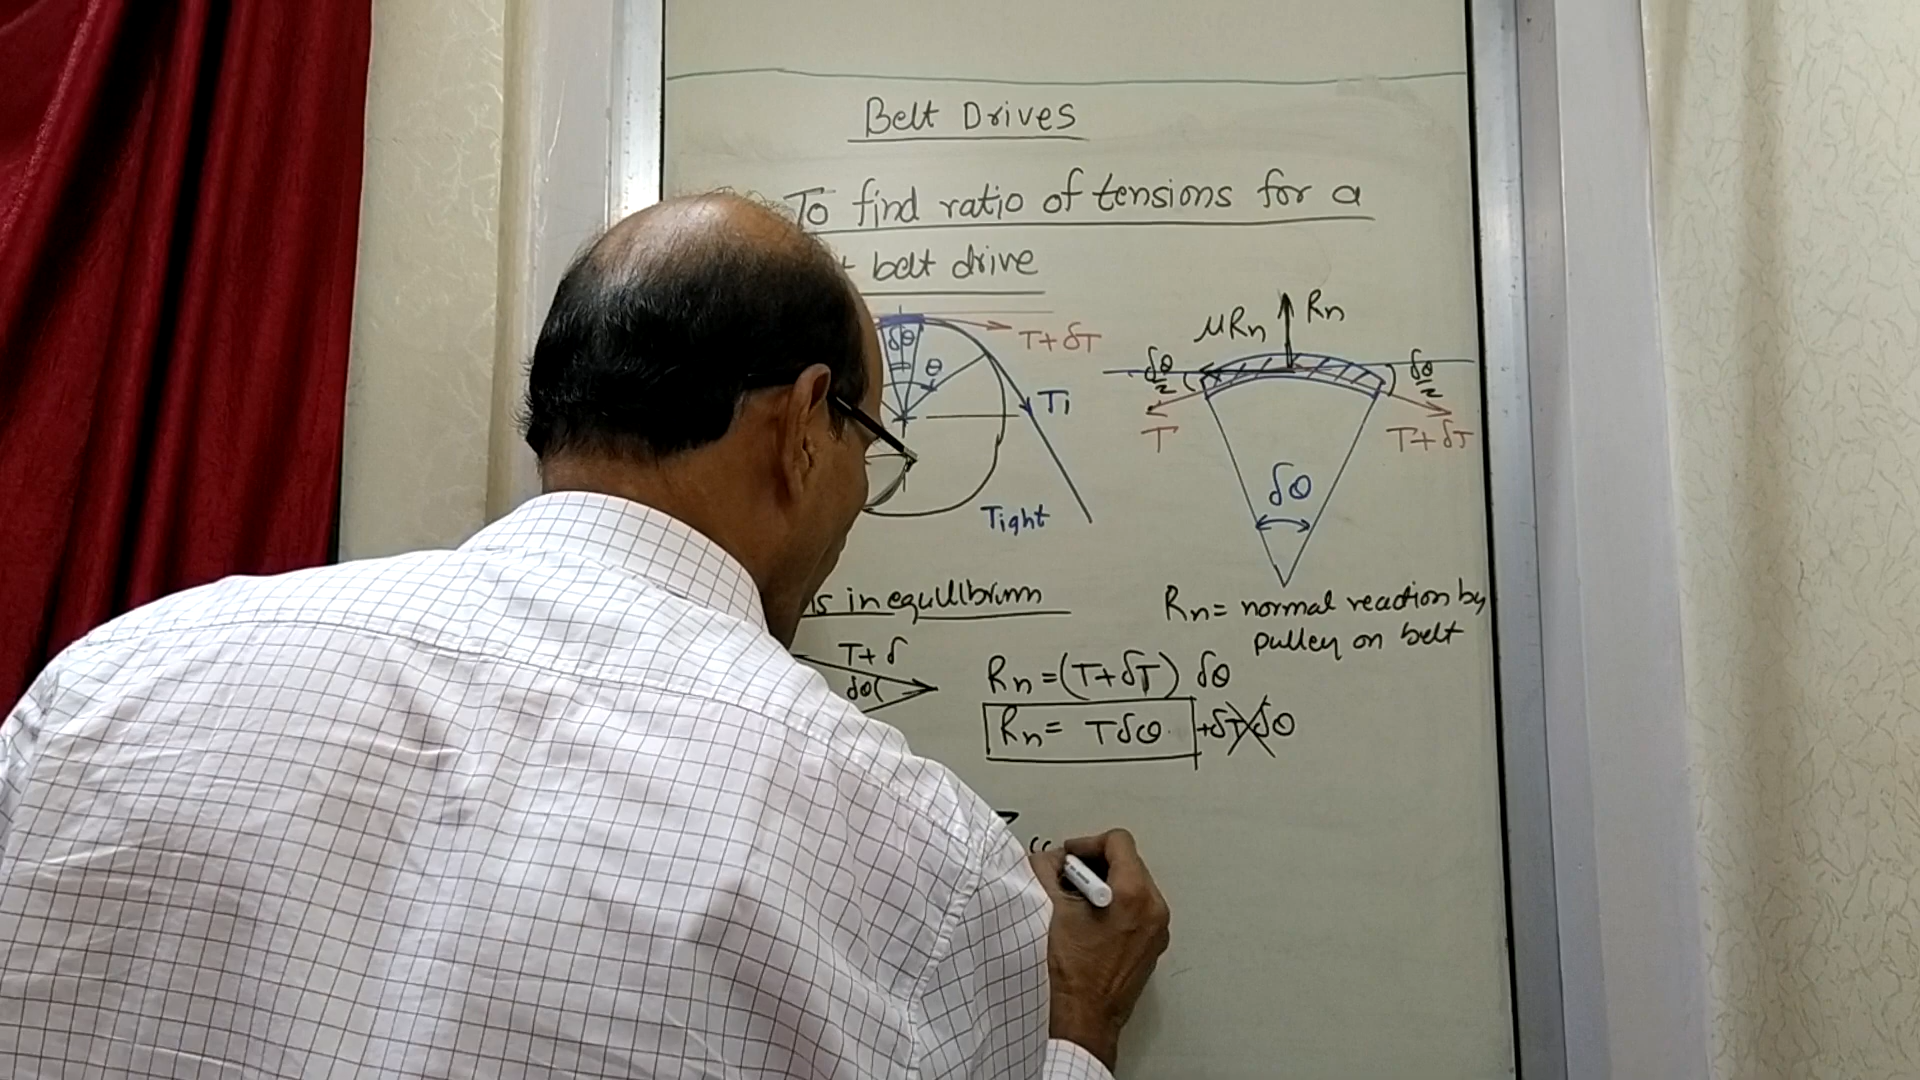 Belt Drives
To find ratio of tensions for a
belt drive
δθ
θ
T+δT
T1
Tight
μRn
Rn
δθ/2
δθ/2
T
T+δT
δθ
Rn = normal reaction by
pulley on belt
is in equilibrium
T+δ
δθ
Rn = (T+δT) δθ
Rn = Tδθ + δT δθ